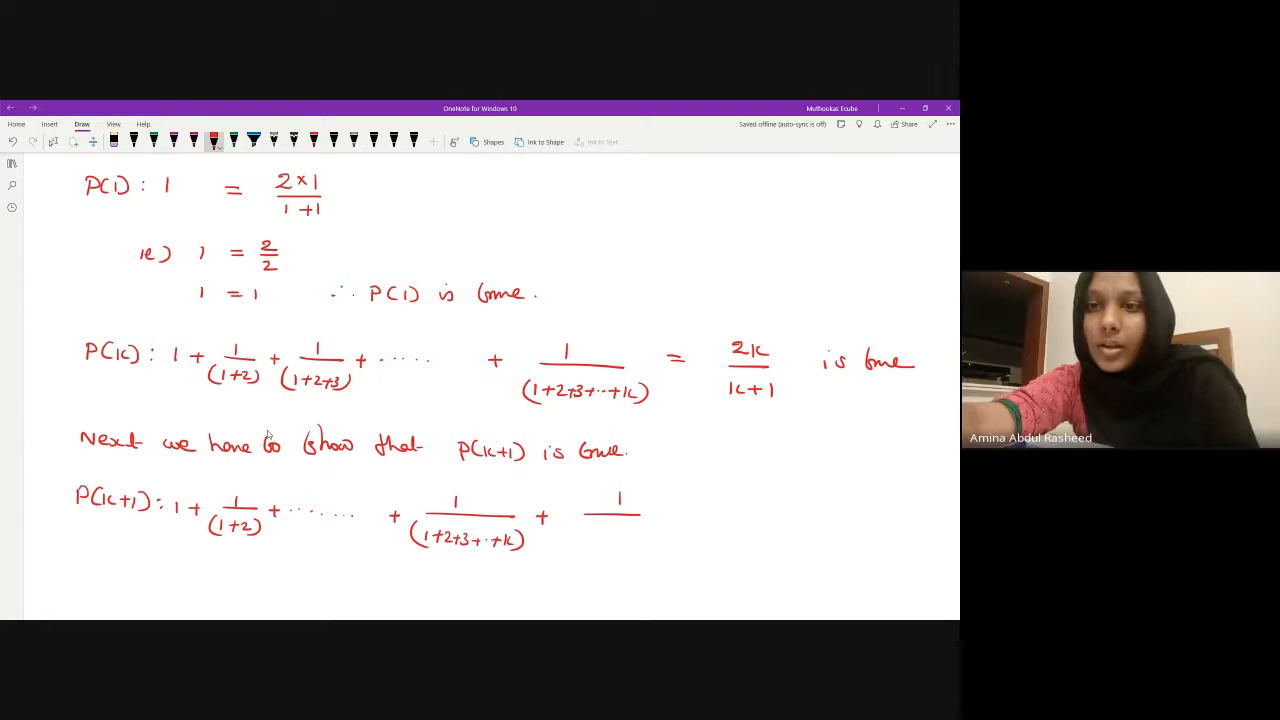 OneNote for Windows 10
Muthookas Ecube
Home Insert Draw View Help
Saved offline (auto-sync is off) Share
Shapes Ink to Shape Ink to Text
P(1) : 1 = 2×1/1+1
ie) 1 = 2/2
1 = 1 ∴ P(1) is true.
P(k) : 1 + 1/(1+2) + 1/(1+2+3) + ..... + 1/(1+2+3+..+k) = 2k/k+1 is true
Next we have to show that P(k+1) is true.
P(k+1) : 1 + 1/(1+2) + ....... + 1/(1+2+3+..+k) + 1/
Amina Abdul Rasheed